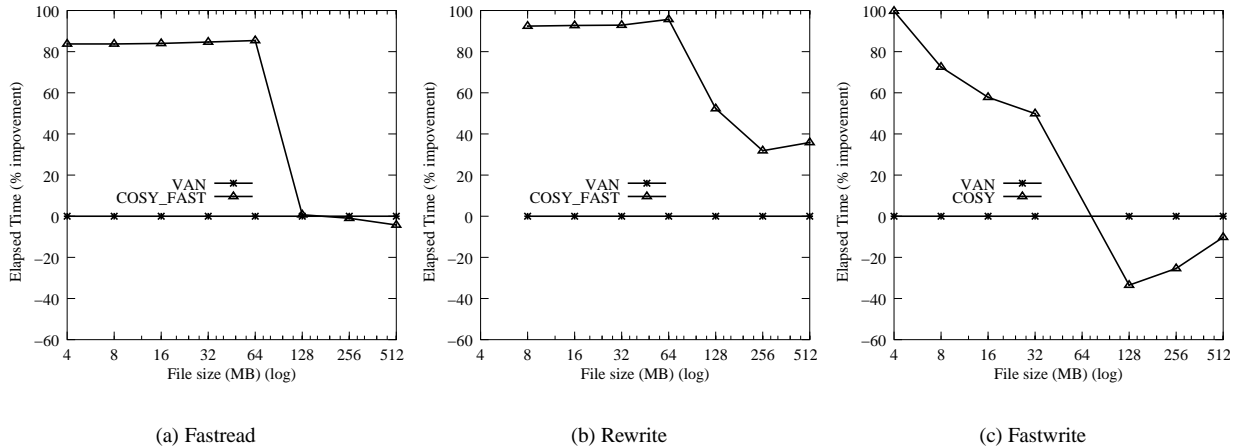 100
80
60
40
20
0
−20
−40
−60
Elapsed Time (% impovement)
VAN
COSY_FAST
4 8 16 32 64 128 256 512
File size (MB) (log)
(a) Fastread
100
80
60
40
20
0
−20
−40
−60
Elapsed Time (% impovement)
VAN
COSY_FAST
4 8 16 32 64 128 256 512
File size (MB) (log)
(b) Rewrite
100
80
60
40
20
0
−20
−40
−60
Elapsed Time (% impovement)
VAN
COSY
4 8 16 32 64 128 256 512
File size (MB) (log)
(c) Fastwrite